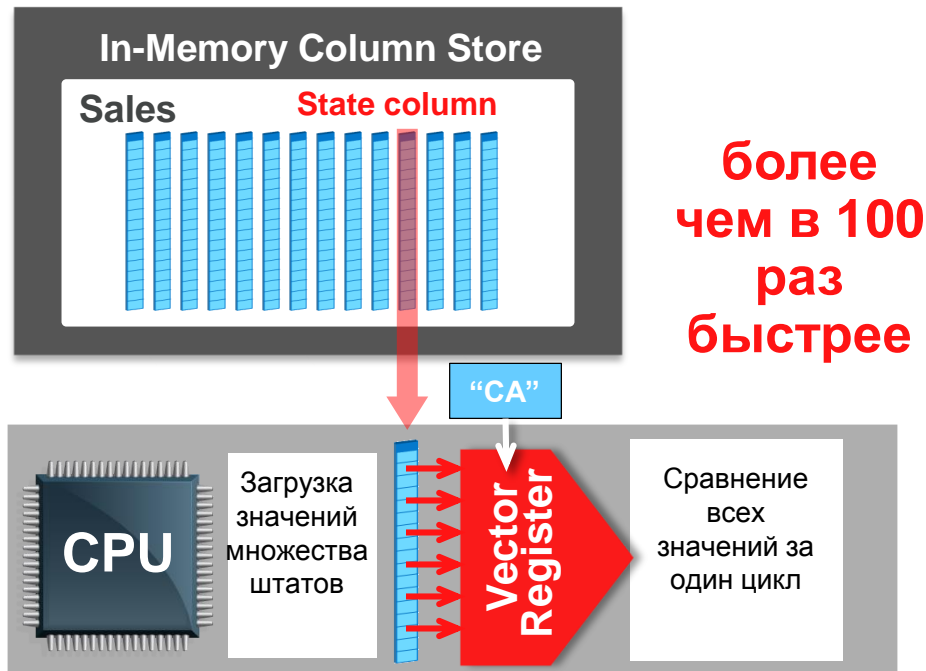 In-Memory Column Store
Sales
State column
более
чем в 100
раз
быстрее
“CA”
CPU
Загрузка
значений
множества
штатов
Vector
Register
Сравнение
всех
значений за
один цикл